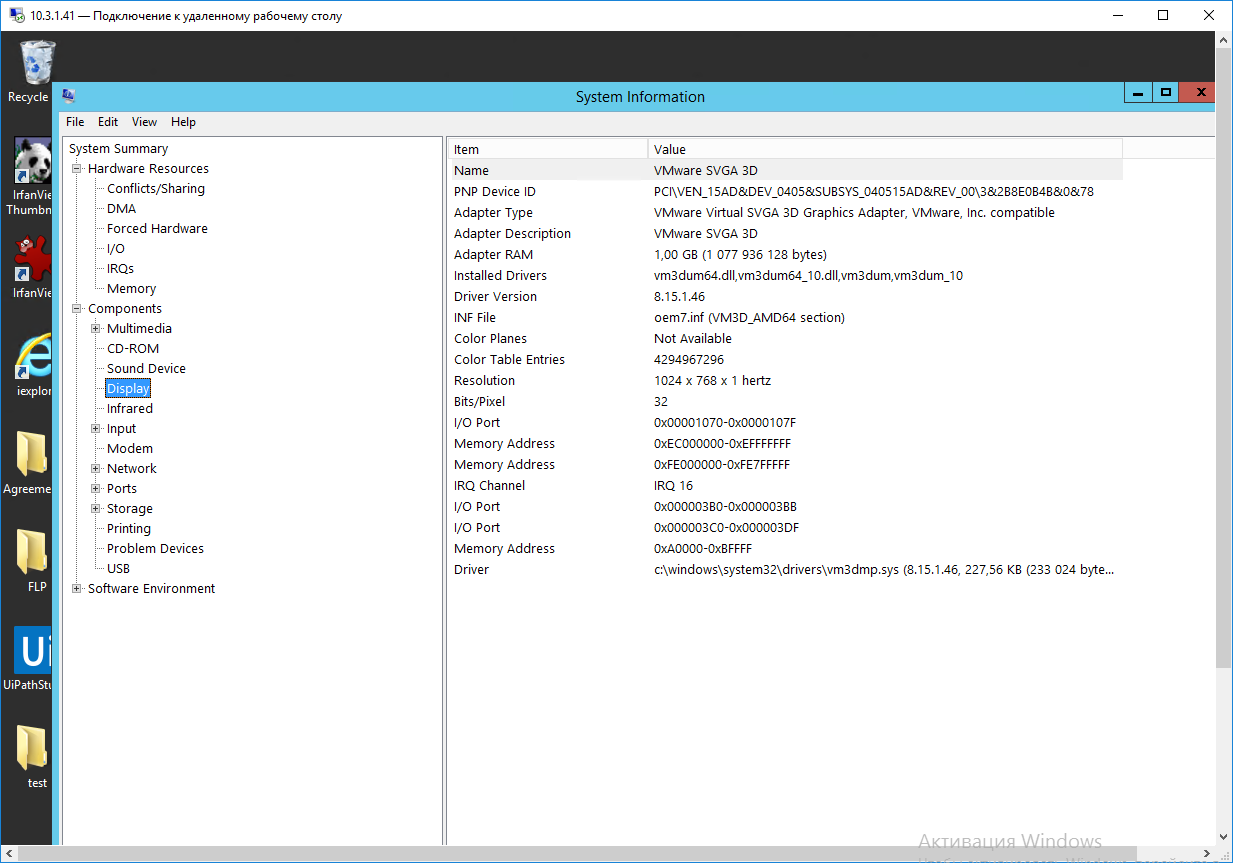 10.3.1.41 — Подключение к удаленному рабочему столу
Recycle
System Information
File Edit View Help
IrfanVie
Thumbn
IrfanVie
iexplor
Agreeme
FLP
Ui
UiPathStu
test
System Summary
Hardware Resources
Conflicts/Sharing
DMA
Forced Hardware
I/O
IRQs
Memory
Components
Multimedia
CD-ROM
Sound Device
Display
Infrared
Input
Modem
Network
Ports
Storage
Printing
Problem Devices
USB
Software Environment
Item Value
Name VMware SVGA 3D
PNP Device ID PCI\VEN_15AD&DEV_0405&SUBSYS_040515AD&REV_00\3&2B8E0B4B&0&78
Adapter Type VMware Virtual SVGA 3D Graphics Adapter, VMware, Inc. compatible
Adapter Description VMware SVGA 3D
Adapter RAM 1,00 GB (1 077 936 128 bytes)
Installed Drivers vm3dum64.dll,vm3dum64_10.dll,vm3dum,vm3dum_10
Driver Version 8.15.1.46
INF File oem7.inf (VM3D_AMD64 section)
Color Planes Not Available
Color Table Entries 4294967296
Resolution 1024 x 768 x 1 hertz
Bits/Pixel 32
I/O Port 0x00001070-0x0000107F
Memory Address 0xEC000000-0xEFFFFFFF
Memory Address 0xFE000000-0xFE7FFFFF
IRQ Channel IRQ 16
I/O Port 0x000003B0-0x000003BB
I/O Port 0x000003C0-0x000003DF
Memory Address 0xA0000-0xBFFFF
Driver c:\windows\system32\drivers\vm3dmp.sys (8.15.1.46, 227,56 KB (233 024 byte...
Активация Windows